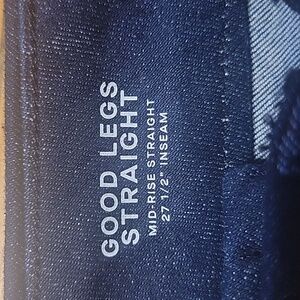 GOOD LEGS
STRAIGHT
MID-RISE STRAIGHT
27 1/2" INSEAM